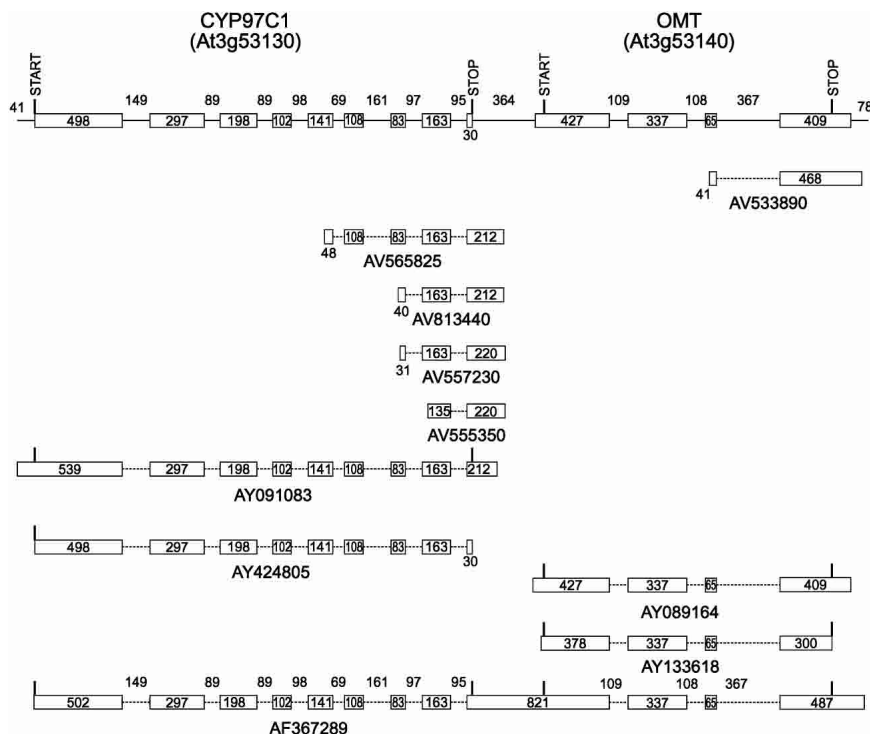 CYP97C1 OMT
(At3g53130) (At3g53140)
START STOP START STOP
41 149 89 89 98 69 161 97 95 364 109 108 367 78
498 297 198 102 141 108 83 163 427 337 65 409
30
468
41
AV533890
108 83 163 212
48
AV565825
163 212
40
AV813440
163 220
31
AV557230
135 220
AV555350
539 297 198 102 141 108 83 163 212
AY091083
498 297 198 102 141 108 83 163
30
AY424805
427 337 65 409
AY089164
378 337 65 300
AY133618
149 89 89 98 69 161 97 95 109 108 367
502 297 198 102 141 108 83 163 821 337 65 487
AF367289